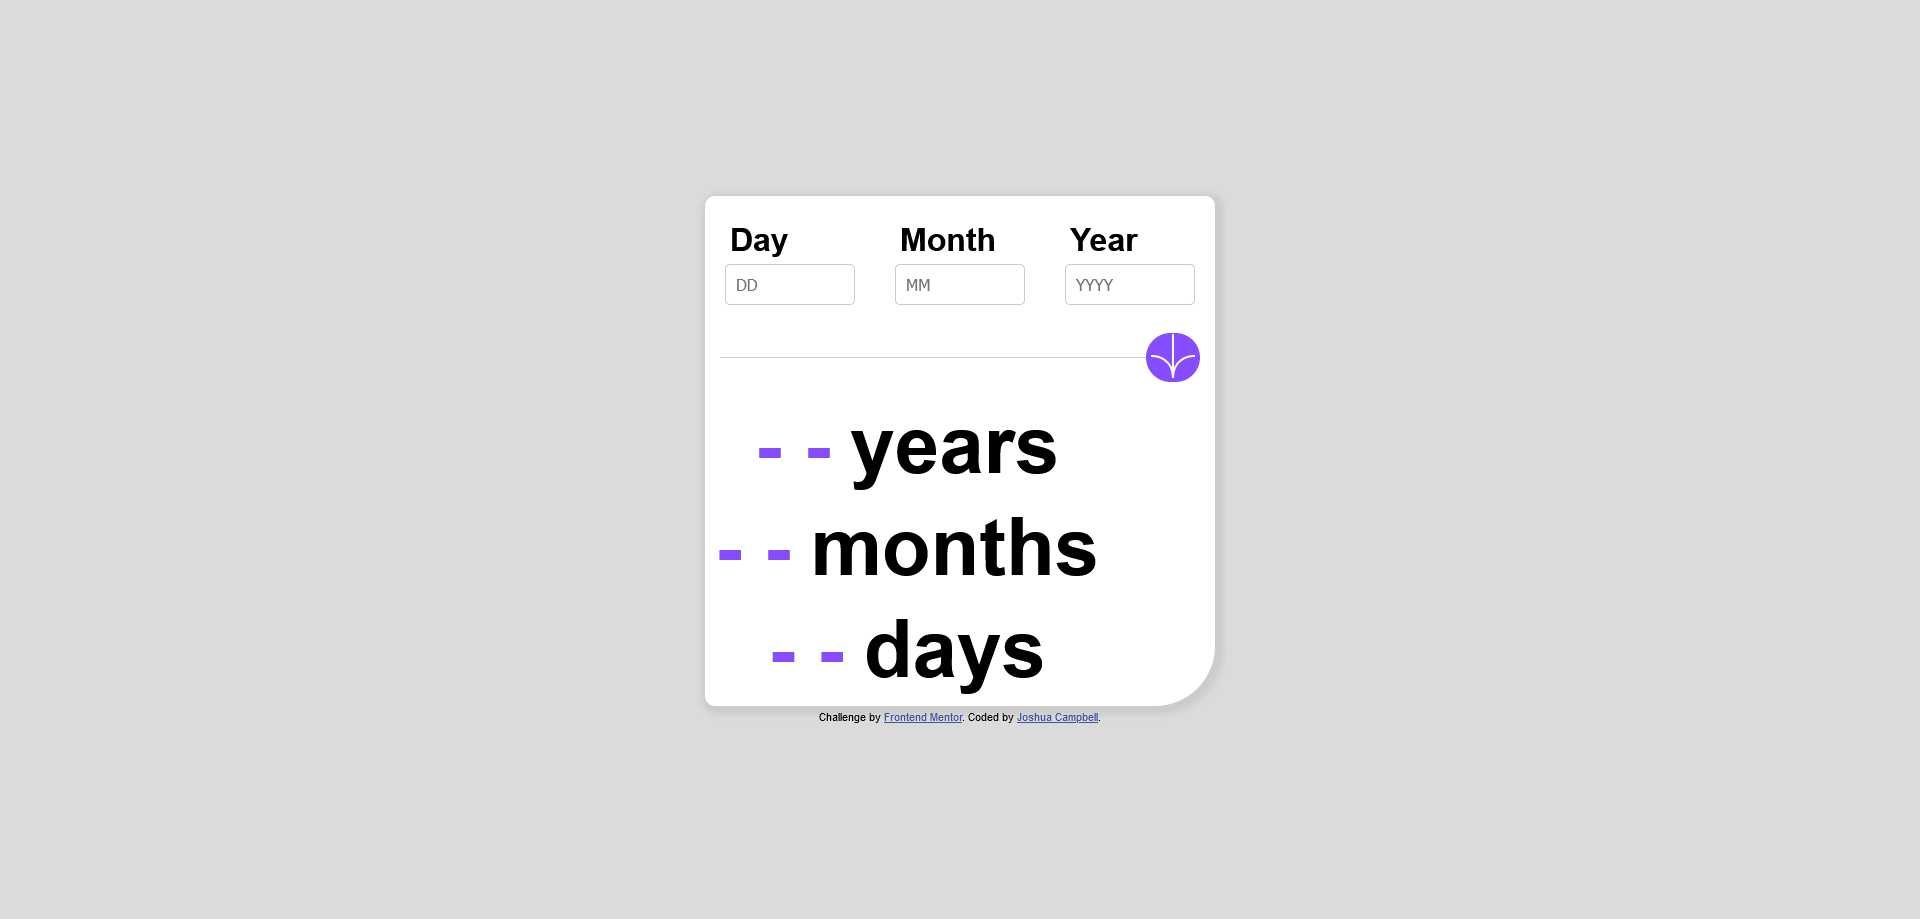 Day Month Year
DD MM YYYY
- - years
- - months
- - days
Challenge by Frontend Mentor. Coded by Joshua Campbell.